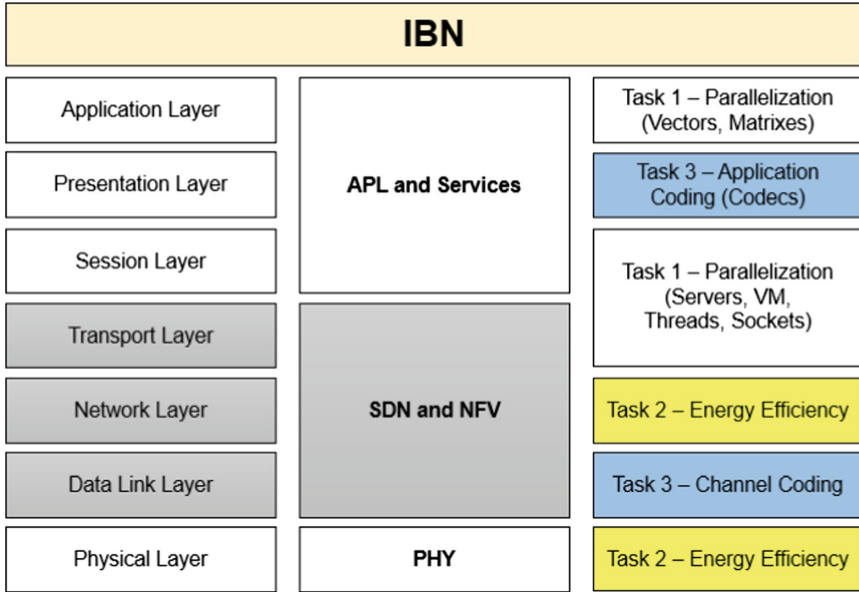 IBN
Application Layer
Presentation Layer
Session Layer
Transport Layer
Network Layer
Data Link Layer
Physical Layer
APL and Services
SDN and NFV
PHY
Task 1 – Parallelization
(Vectors, Matrixes)
Task 3 – Application
Coding (Codecs)
Task 1 – Parallelization
(Servers, VM,
Threads, Sockets)
Task 2 – Energy Efficiency
Task 3 – Channel Coding
Task 2 – Energy Efficiency